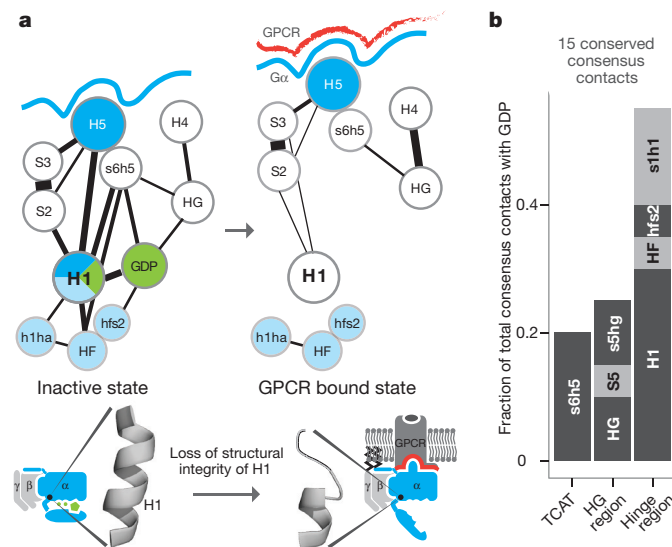 a
GPCR
Gα
H5
H4
S3
s6h5
S2
HG
H1
GDP
hfs2
h1ha
HF
Inactive state
H5
s6h5
H4
S3
S2
HG
H1
hfs2
h1ha
HF
GPCR bound state
Loss of structural
integrity of H1
γ
β
α
H1
GPCR
γ
β
α
b
15 conserved
consensus
contacts
Fraction of total consensus contacts with GDP
0.4
0.2
0
s6h5
s5hg
S5
HG
s1h1
hfs2
HF
H1
TCAT
HG
region
Hinge
region